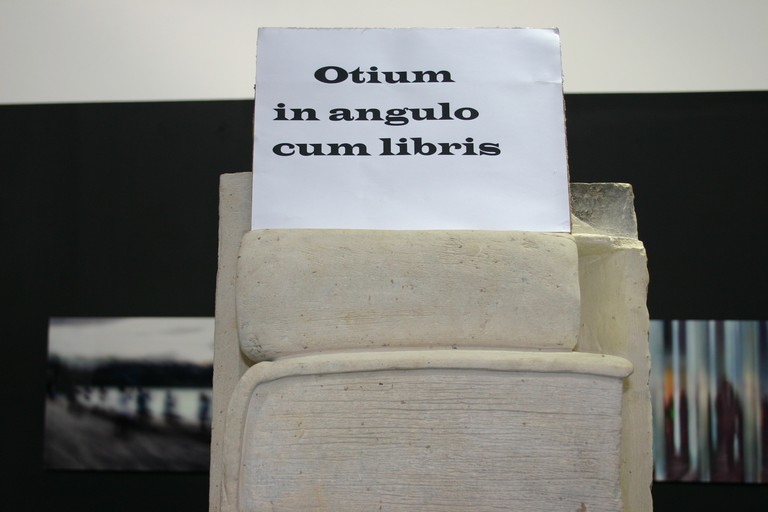 Otium
in angulo
cum libris